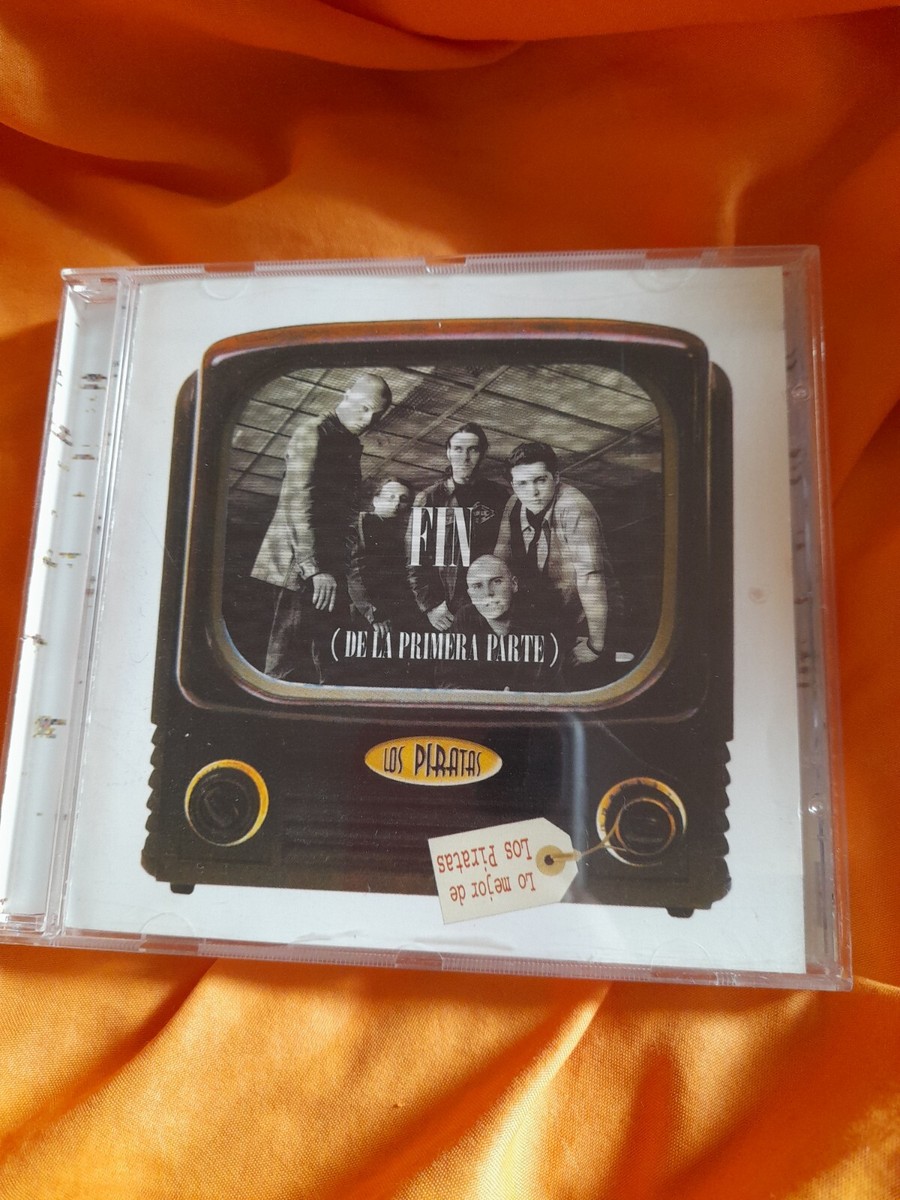 FIN
( DE LA PRIMERA PARTE )
LOS PIRATAS
Lo mejor de
Los Piratas